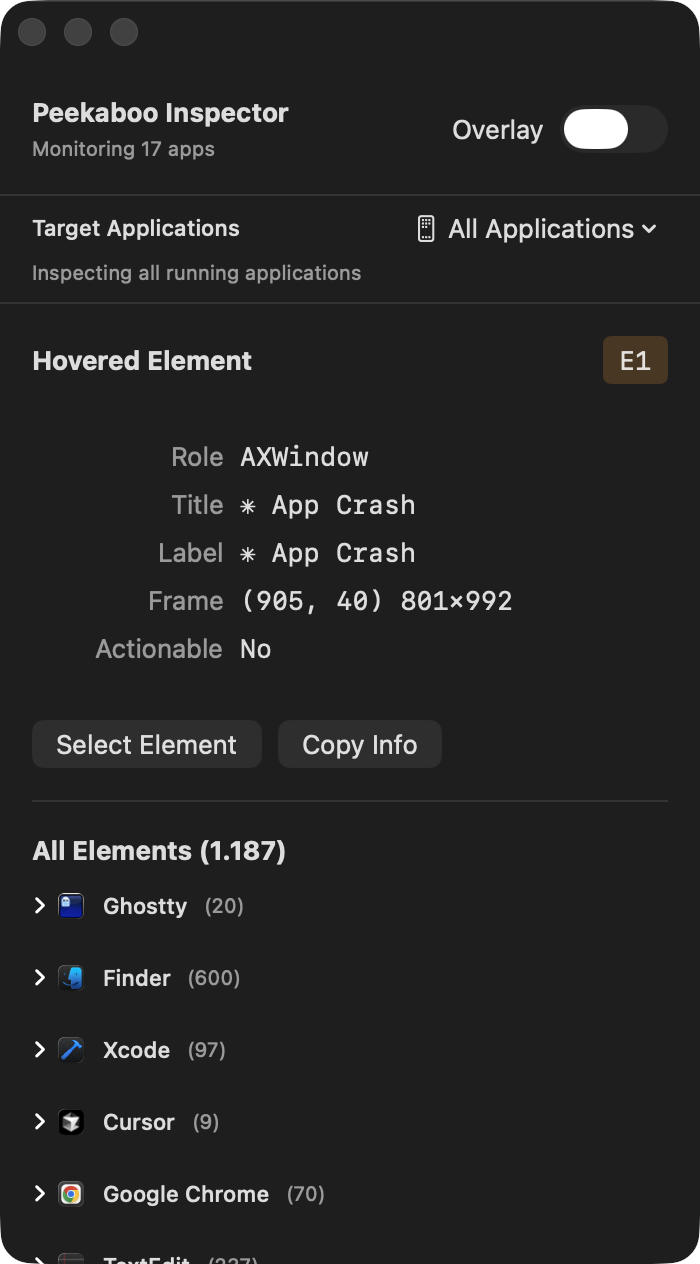 Peekaboo Inspector
Monitoring 17 apps
Overlay
Target Applications
All Applications
Inspecting all running applications
Hovered Element
E1
Role AXWindow
Title ✳ App Crash
Label ✳ App Crash
Frame (905, 40) 801×992
Actionable No
Select Element
Copy Info
All Elements (1.187)
Ghostty (20)
Finder (600)
Xcode (97)
Cursor (9)
Google Chrome (70)
TextEdit